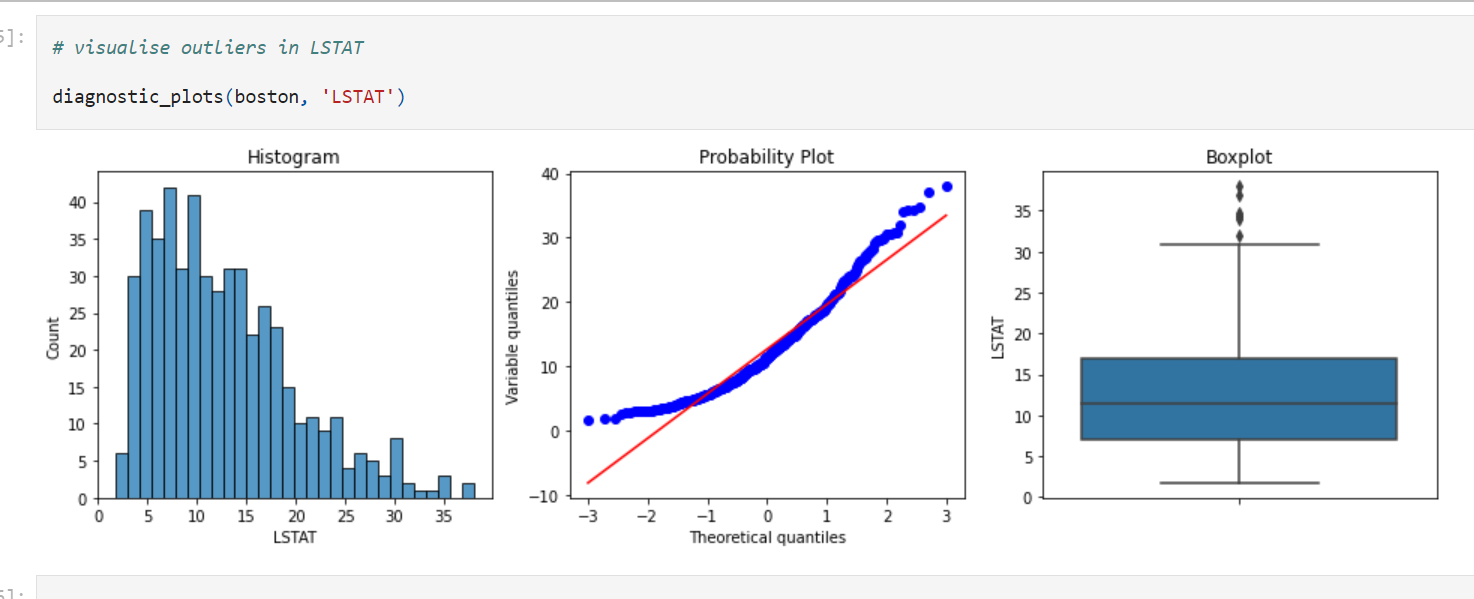 5]:
# visualise outliers in LSTAT
diagnostic_plots(boston, 'LSTAT')
Histogram
Count
40
35
30
25
20
15
10
5
0
0 5 10 15 20 25 30 35
LSTAT
Probability Plot
Variable quantiles
40
30
20
10
0
−10
−3 −2 −1 0 1 2 3
Theoretical quantiles
Boxplot
LSTAT
35
30
25
20
15
10
5
0